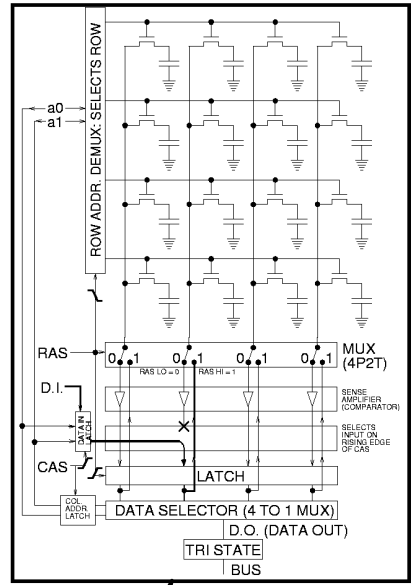 ROW ADDR. DEMUX: SELECTS ROW
a0
a1
RAS
0 1 0 1 0 1 0 1
MUX
(4P2T)
RAS LO = 0
RAS HI = 1
D.I.
SENSE
AMPLIFIER
(COMPARATOR)
DATA IN
LATCH
SELECTS
INPUT ON
RISING EDGE
OF CAS
CAS
LATCH
COL.
ADDR.
LATCH
DATA SELECTOR (4 TO 1 MUX)
D.O. (DATA OUT)
TRI STATE
BUS